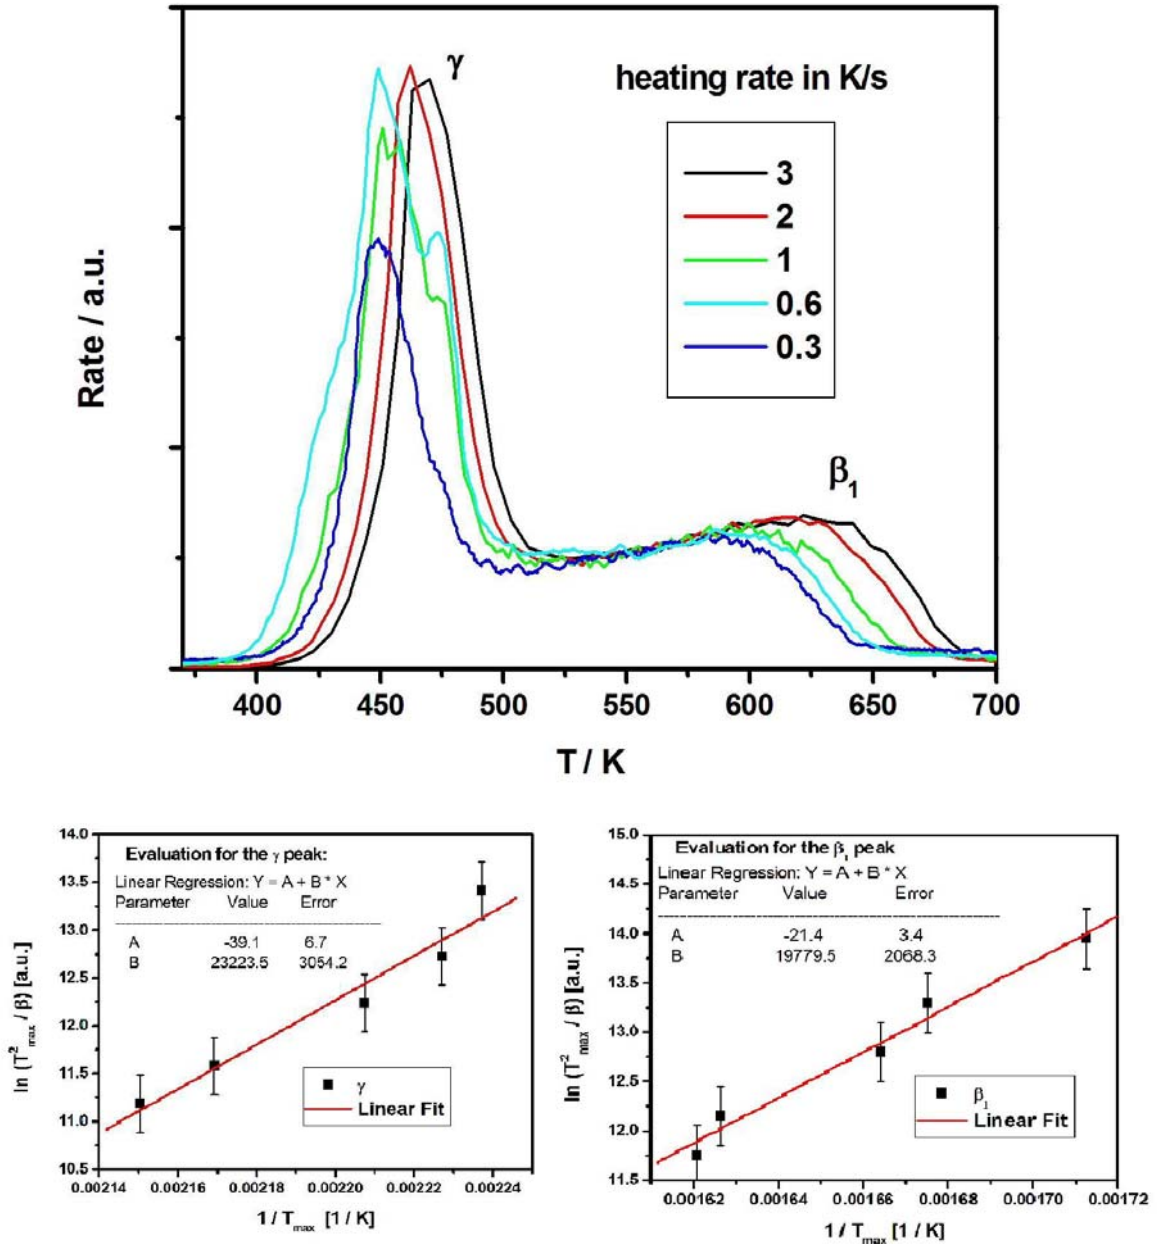 γ
heating rate in K/s
3
2
1
0.6
0.3
β₁
Rate / a.u.
400 450 500 550 600 650 700
T / K
14.0
13.5
13.0
12.5
12.0
11.5
11.0
10.5
ln (T²max / β) [a.u.]
Evaluation for the γ peak:
Linear Regression: Y = A + B * X
Parameter Value Error
A -39.1 6.7
B 23223.5 3054.2
γ
Linear Fit
0.00214 0.00216 0.00218 0.00220 0.00222 0.00224
1 / Tmax [1 / K]
15.0
14.5
14.0
13.5
13.0
12.5
12.0
11.5
ln (T²max / β) [a.u.]
Evaluation for the β₁ peak
Linear Regression: Y = A + B * X
Parameter Value Error
A -21.4 3.4
B 19779.5 2068.3
β₁
Linear Fit
0.00162 0.00164 0.00166 0.00168 0.00170 0.00172
1 / Tmax [1 / K]